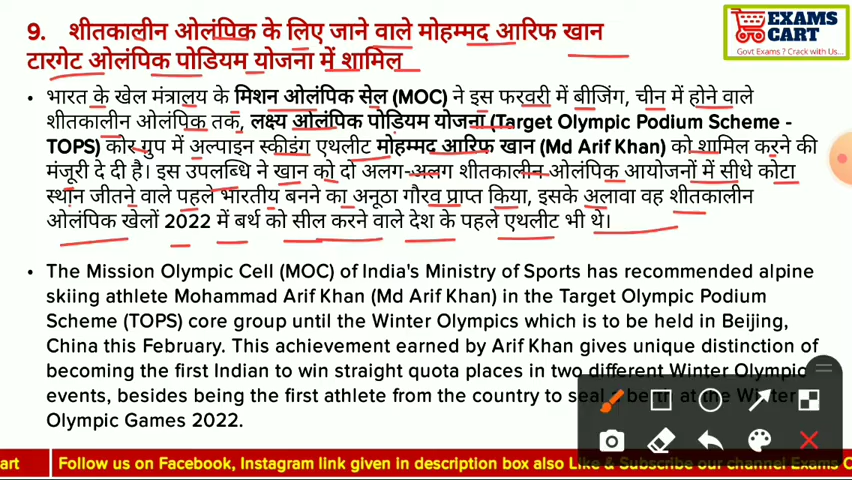 9. शीतकालीन ओलंपिक के लिए जाने वाले मोहम्मद आरिफ खान
टारगेट ओलंपिक पोडियम योजना में शामिल
EXAMS
CART
Govt Exams ? Crack with Us...
• भारत के खेल मंत्रालय के मिशन ओलंपिक सेल (MOC) ने इस फरवरी में बीजिंग, चीन में होने वाले
शीतकालीन ओलंपिक तक, लक्ष्य ओलंपिक पोडियम योजना (Target Olympic Podium Scheme -
TOPS) कोर ग्रुप में अल्पाइन स्कीइंग एथलीट मोहम्मद आरिफ खान (Md Arif Khan) को शामिल करने की
मंजूरी दे दी है। इस उपलब्धि ने खान को दो अलग-अलग शीतकालीन ओलंपिक आयोजनों में सीधे कोटा
स्थान जीतने वाले पहले भारतीय बनने का अनूठा गौरव प्राप्त किया, इसके अलावा वह शीतकालीन
ओलंपिक खेलों 2022 में बर्थ को सील करने वाले देश के पहले एथलीट भी थे।
• The Mission Olympic Cell (MOC) of India's Ministry of Sports has recommended alpine
skiing athlete Mohammad Arif Khan (Md Arif Khan) in the Target Olympic Podium
Scheme (TOPS) core group until the Winter Olympics which is to be held in Beijing,
China this February. This achievement earned by Arif Khan gives unique distinction of
becoming the first Indian to win straight quota places in two different Winter Olympic
events, besides being the first athlete from the country to seal a berth at the Winter
Olympic Games 2022.
art Follow us on Facebook, Instagram link given in description box also Like & Subscribe our channel Exams C